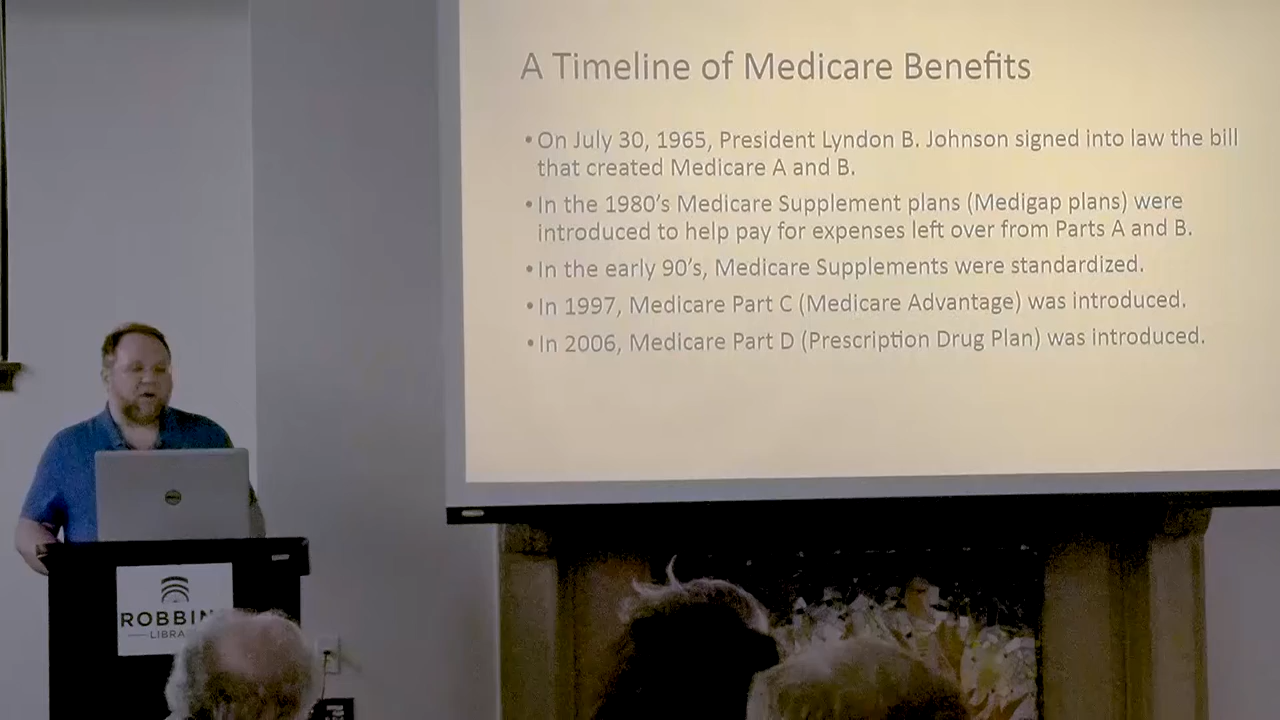 A Timeline of Medicare Benefits
•On July 30, 1965, President Lyndon B. Johnson signed into law the bill
that created Medicare A and B.
•In the 1980's Medicare Supplement plans (Medigap plans) were
introduced to help pay for expenses left over from Parts A and B.
•In the early 90's, Medicare Supplements were standardized.
•In 1997, Medicare Part C (Medicare Advantage) was introduced.
•In 2006, Medicare Part D (Prescription Drug Plan) was introduced.
DELL
ROBBIN
LIBRA